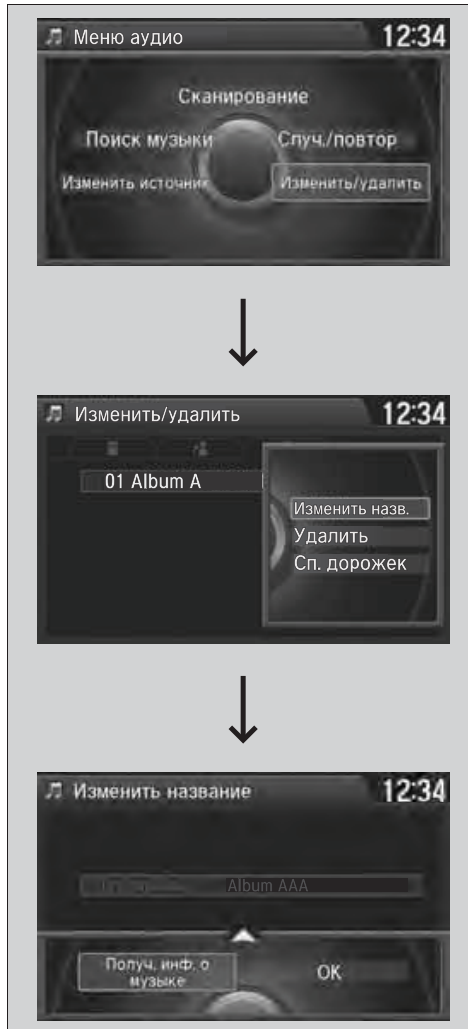 Меню аудио 12:34
Сканирование
Поиск музыки Случ./повтор
Изменить источник Изменить/удалить
Изменить/удалить 12:34
01 Album A
Изменить назв.
Удалить
Сп. дорожек
Изменить название 12:34
Album AAA
Получ. инф. о
музыке
OK